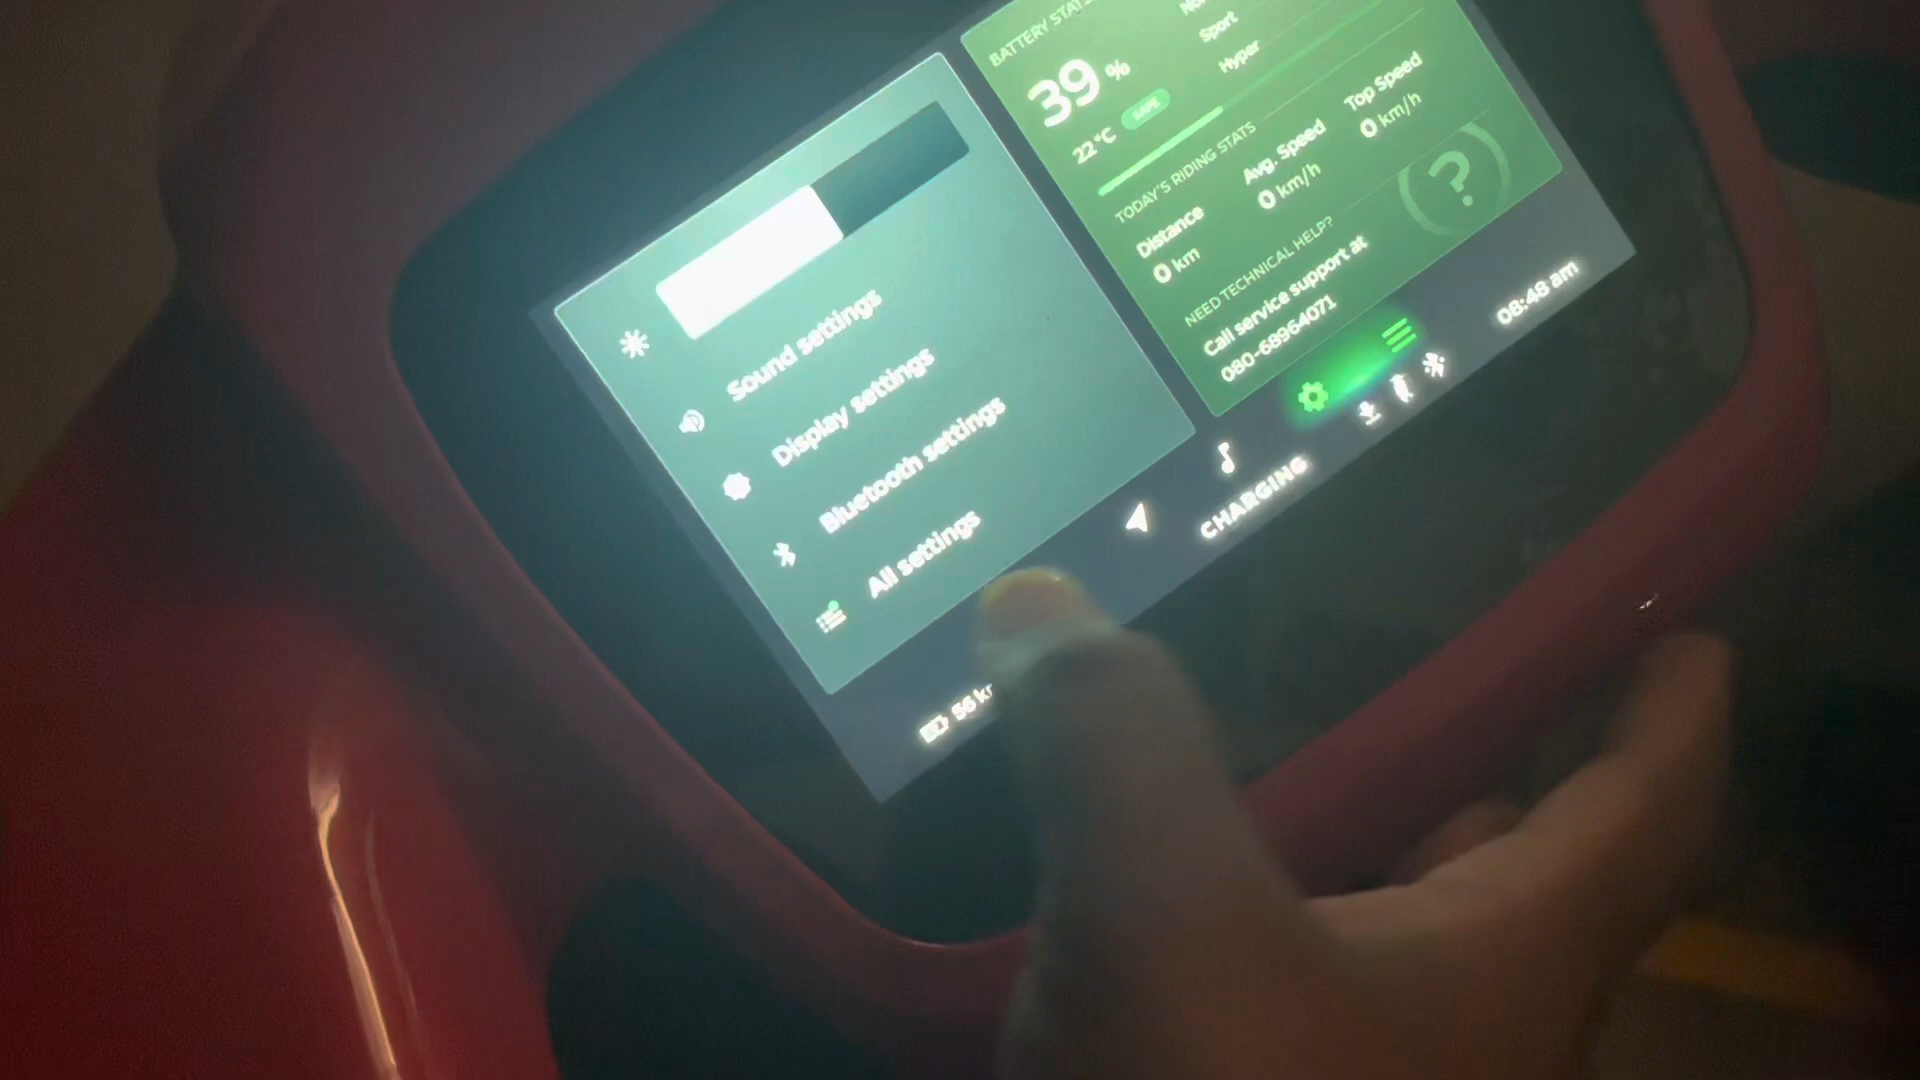 Sound settings
Display settings
Bluetooth settings
All settings
BATTERY
39 %
22°C SAFE
Sport
Hyper
TODAY'S RIDING STATS
Distance
0 km
Avg. Speed
0 km/h
Top Speed
0 km/h
NEED TECHNICAL HELP?
Call service support at
080-68964071
?
56
CHARGING
08:48 am